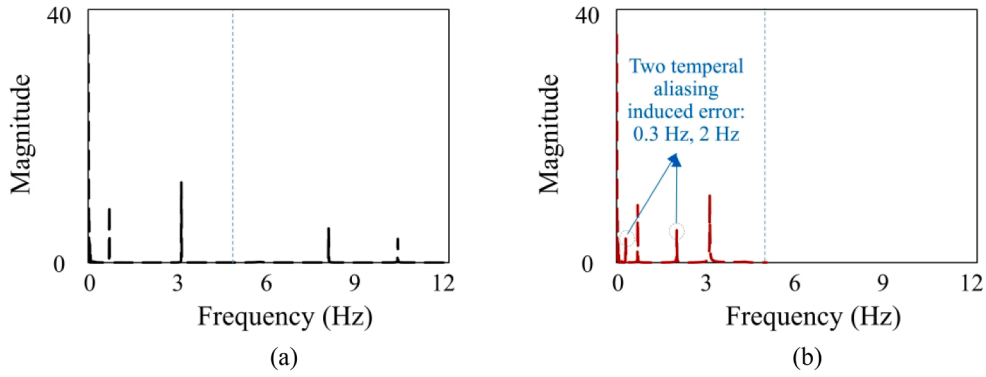 40
Magnitude
0
0
3
6
9
12
Frequency (Hz)
(a)
40
Two temperal
aliasing
induced error:
0.3 Hz, 2 Hz
Magnitude
0
0
3
6
9
12
Frequency (Hz)
(b)